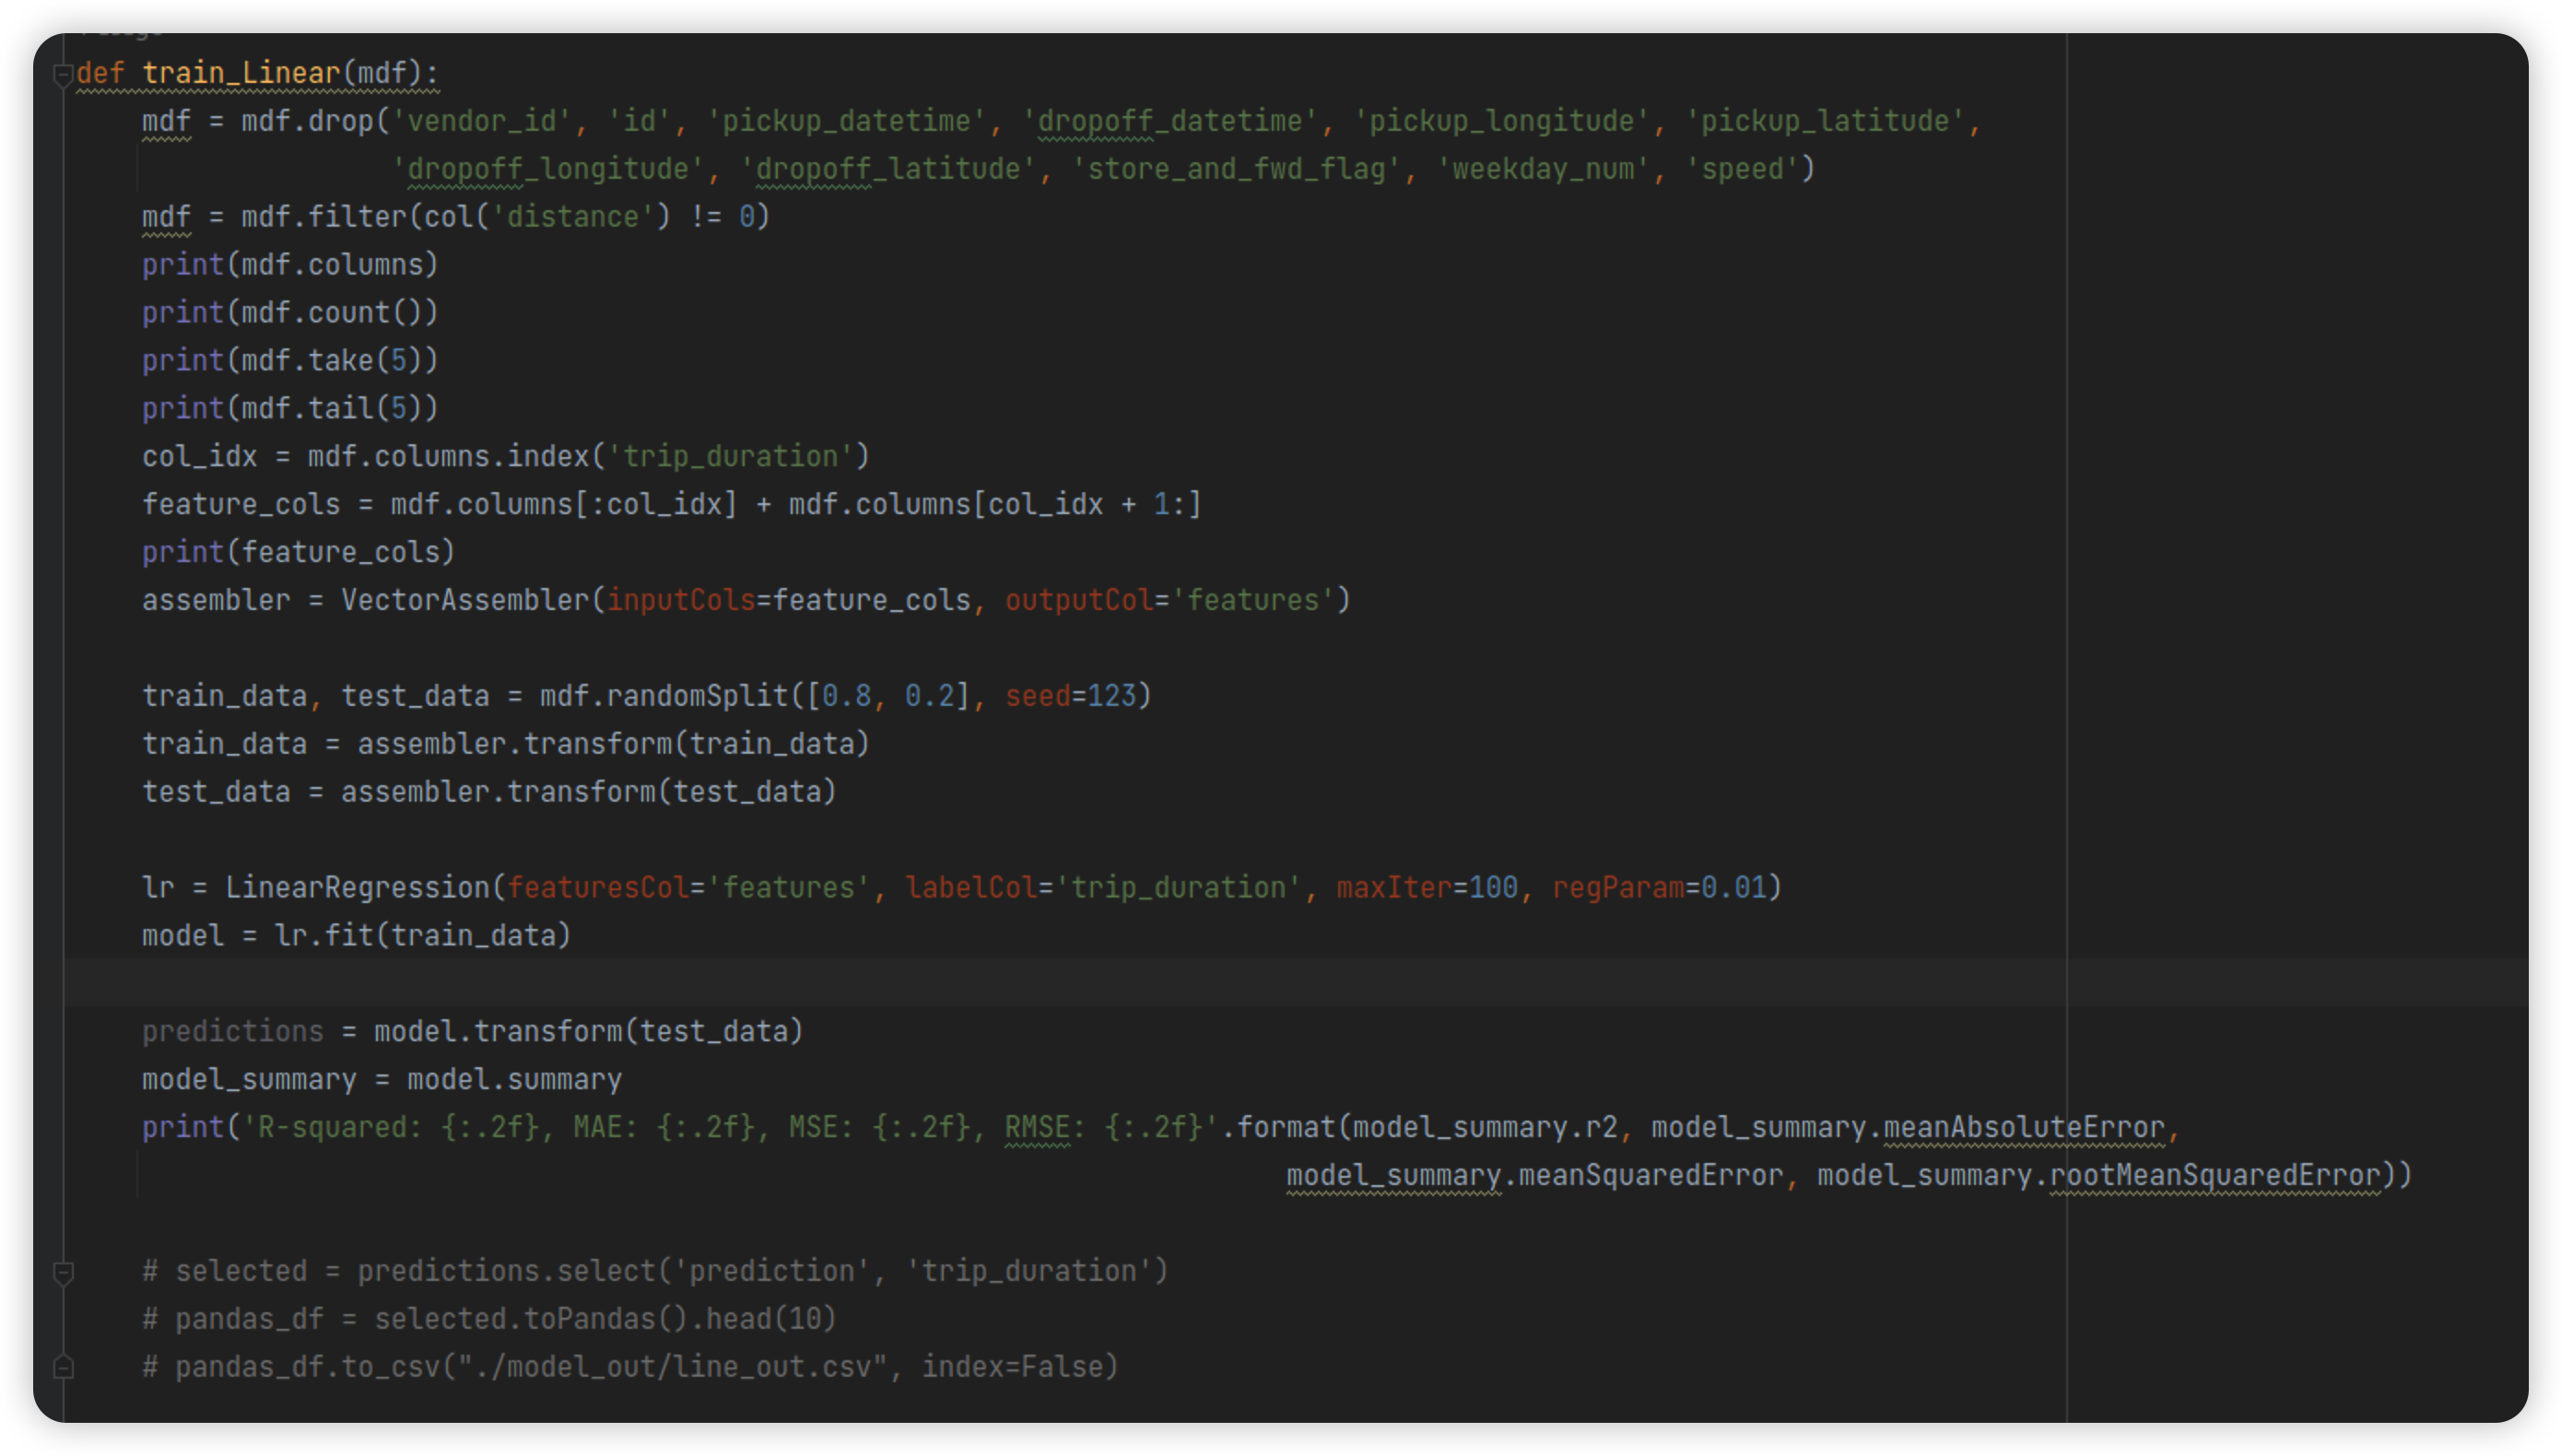 def train_Linear(mdf):
    mdf = mdf.drop('vendor_id', 'id', 'pickup_datetime', 'dropoff_datetime', 'pickup_longitude', 'pickup_latitude',
                   'dropoff_longitude', 'dropoff_latitude', 'store_and_fwd_flag', 'weekday_num', 'speed')
    mdf = mdf.filter(col('distance') != 0)
    print(mdf.columns)
    print(mdf.count())
    print(mdf.take(5))
    print(mdf.tail(5))
    col_idx = mdf.columns.index('trip_duration')
    feature_cols = mdf.columns[:col_idx] + mdf.columns[col_idx + 1:]
    print(feature_cols)
    assembler = VectorAssembler(inputCols=feature_cols, outputCol='features')

    train_data, test_data = mdf.randomSplit([0.8, 0.2], seed=123)
    train_data = assembler.transform(train_data)
    test_data = assembler.transform(test_data)

    lr = LinearRegression(featuresCol='features', labelCol='trip_duration', maxIter=100, regParam=0.01)
    model = lr.fit(train_data)

    predictions = model.transform(test_data)
    model_summary = model.summary
    print('R-squared: {:.2f}, MAE: {:.2f}, MSE: {:.2f}, RMSE: {:.2f}'.format(model_summary.r2, model_summary.meanAbsoluteError,
                                                                         model_summary.meanSquaredError, model_summary.rootMeanSquaredError))

    # selected = predictions.select('prediction', 'trip_duration')
    # pandas_df = selected.toPandas().head(10)
    # pandas_df.to_csv("./model_out/line_out.csv", index=False)